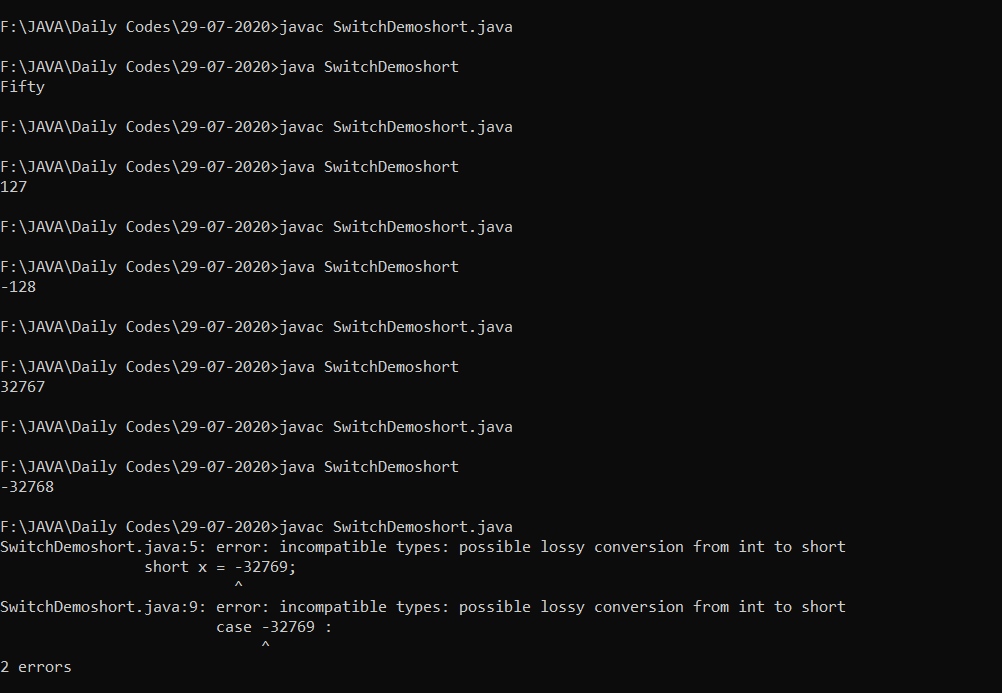 F:\JAVA\Daily Codes\29-07-2020>javac SwitchDemoshort.java
F:\JAVA\Daily Codes\29-07-2020>java SwitchDemoshort
Fifty
F:\JAVA\Daily Codes\29-07-2020>javac SwitchDemoshort.java
F:\JAVA\Daily Codes\29-07-2020>java SwitchDemoshort
127
F:\JAVA\Daily Codes\29-07-2020>javac SwitchDemoshort.java
F:\JAVA\Daily Codes\29-07-2020>java SwitchDemoshort
-128
F:\JAVA\Daily Codes\29-07-2020>javac SwitchDemoshort.java
F:\JAVA\Daily Codes\29-07-2020>java SwitchDemoshort
32767
F:\JAVA\Daily Codes\29-07-2020>javac SwitchDemoshort.java
F:\JAVA\Daily Codes\29-07-2020>java SwitchDemoshort
-32768
F:\JAVA\Daily Codes\29-07-2020>javac SwitchDemoshort.java
SwitchDemoshort.java:5: error: incompatible types: possible lossy conversion from int to short
                short x = -32769;
                          ^
SwitchDemoshort.java:9: error: incompatible types: possible lossy conversion from int to short
                        case -32769 :
                             ^
2 errors